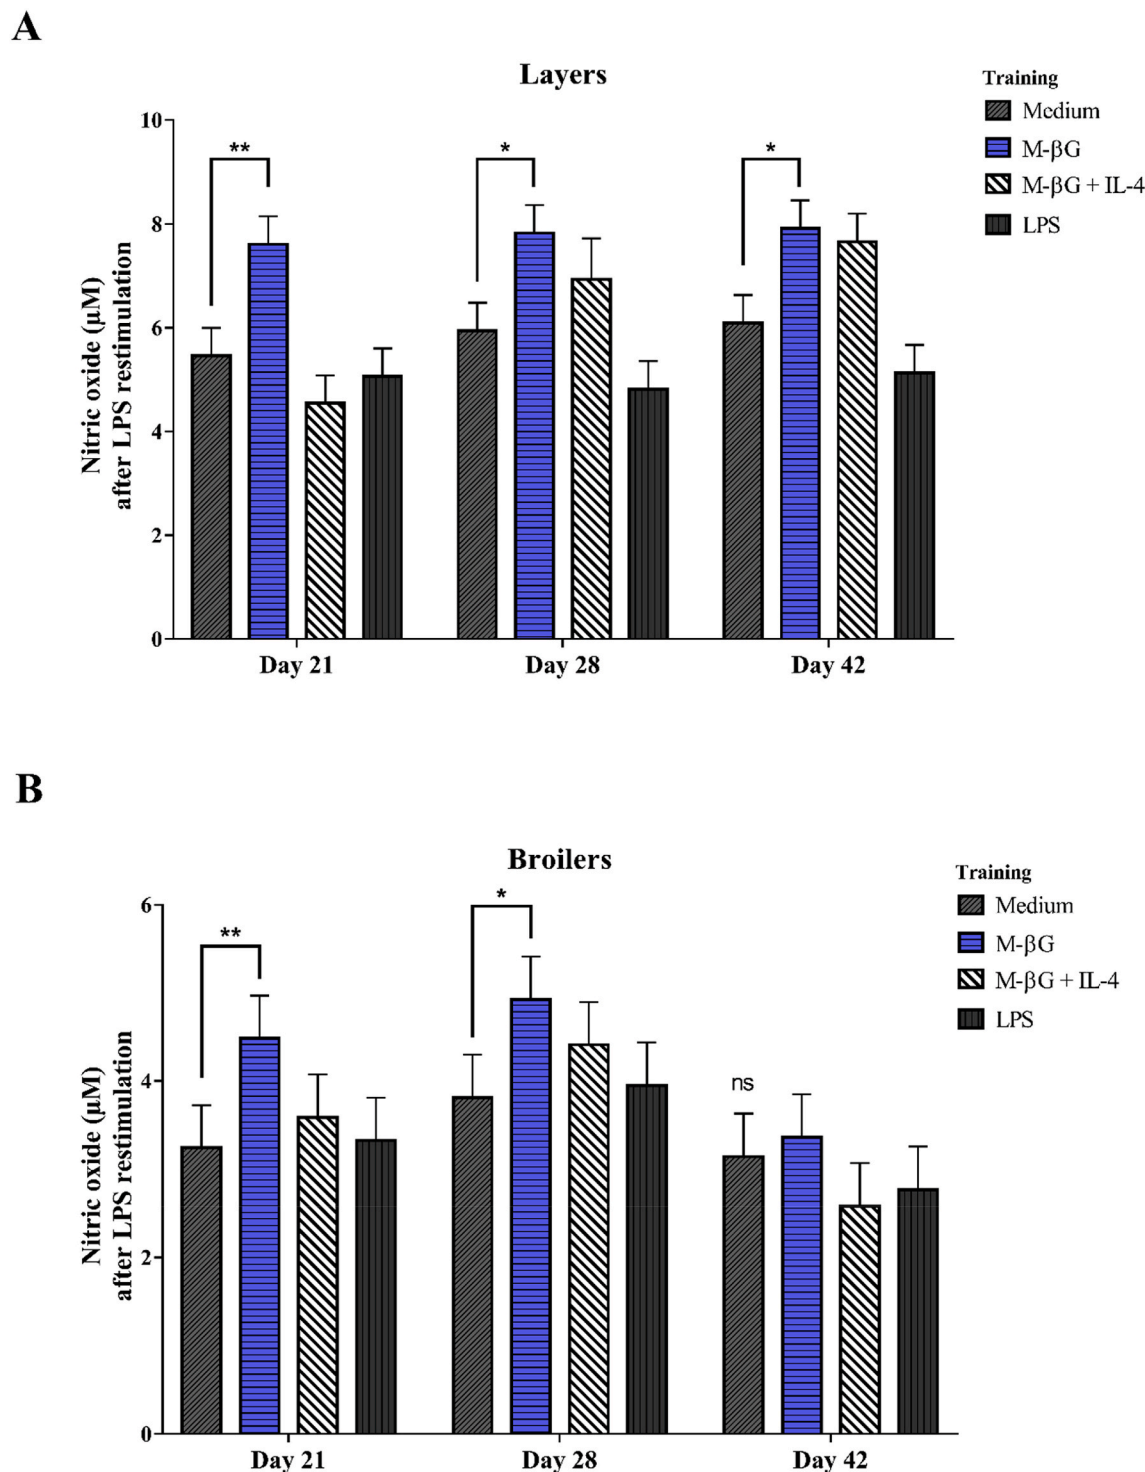 A
Layers
Training
Medium
M-βG
M-βG + IL-4
LPS
Nitric oxide (μM)
after LPS restimulation
10
8
6
4
2
0
**
*
*
Day 21
Day 28
Day 42
B
Broilers
Training
Medium
M-βG
M-βG + IL-4
LPS
Nitric oxide (μM)
after LPS restimulation
6
4
2
0
**
*
ns
Day 21
Day 28
Day 42